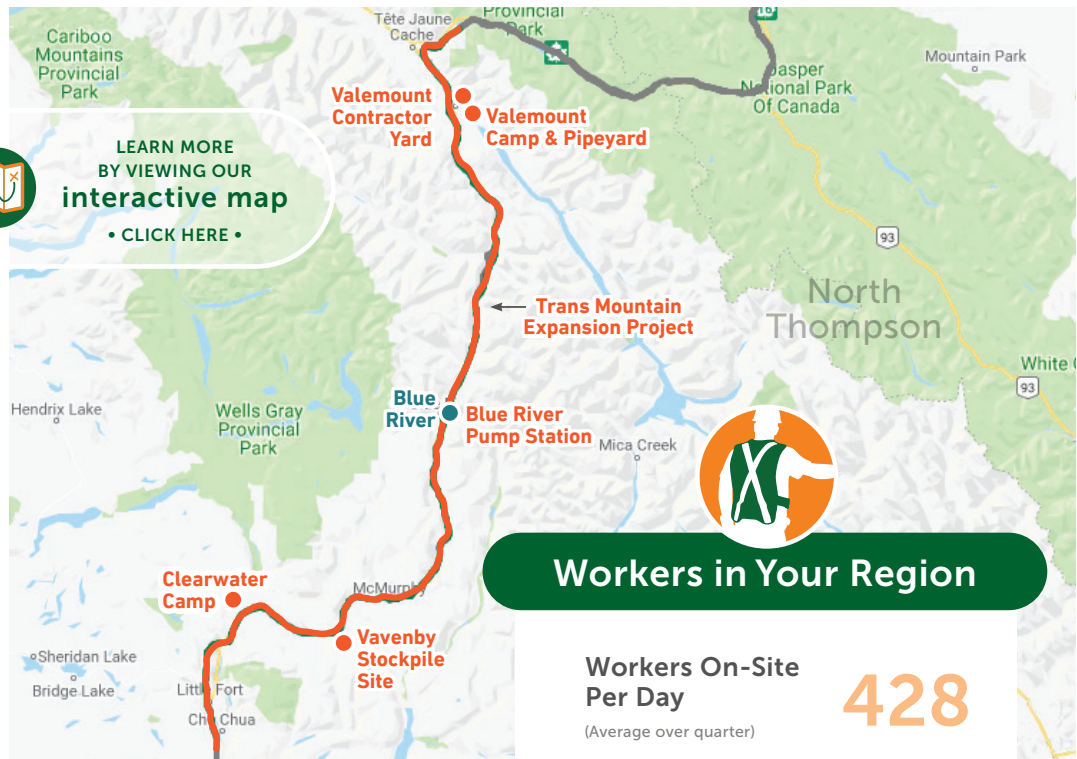 Provincial
Park
16
Tête Jaune
Cache
Cariboo
Mountains
Provincial
Park
Mountain Park
Jasper
National Park
Of Canada
Valemount
Contractor
Yard
Valemount
Camp & Pipeyard
LEARN MORE
BY VIEWING OUR
interactive map
• CLICK HERE •
93
North
Thompson
Trans Mountain
Expansion Project
White
93
Hendrix Lake
Wells Gray
Provincial
Park
Blue
River
Blue River
Pump Station
Mica Creek
Workers in Your Region
Clearwater
Camp
McMurphy
Vavenby
Stockpile
Site
Sheridan Lake
Bridge Lake
Little Fort
Chu Chua
Workers On-Site
Per Day
(Average over quarter)
428